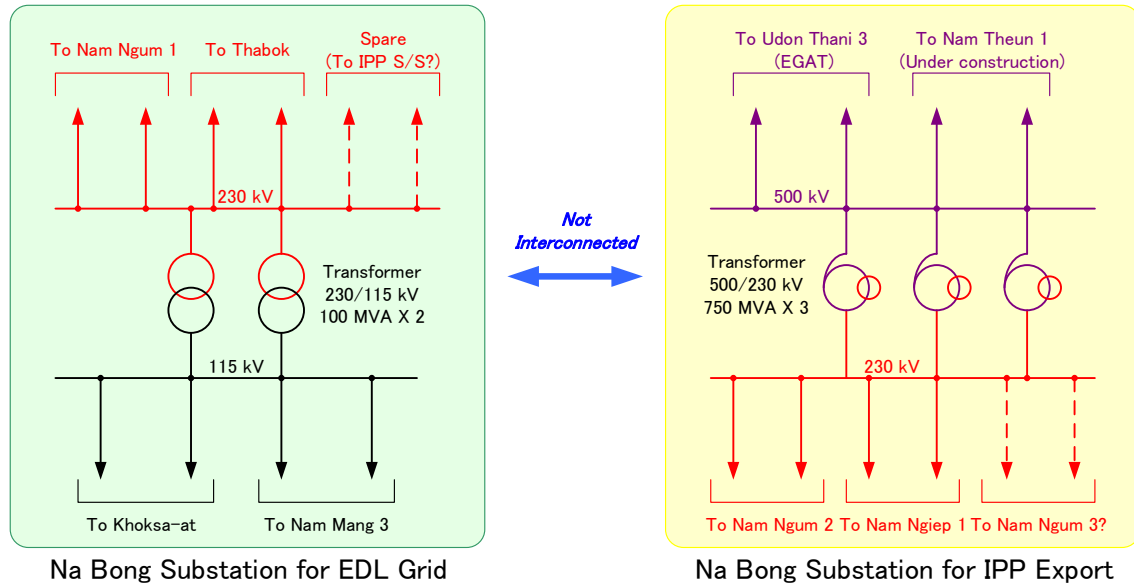 To Nam Ngum 1
To Thabok
Spare
(To IPP S/S?)
230 kV
Transformer
230/115 kV
100 MVA X 2
115 kV
To Khoksa-at
To Nam Mang 3
Na Bong Substation for EDL Grid
Not
Interconnected
To Udon Thani 3
(EGAT)
To Nam Theun 1
(Under construction)
500 kV
Transformer
500/230 kV
750 MVA X 3
230 kV
To Nam Ngum 2
To Nam Ngiep 1
To Nam Ngum 3?
Na Bong Substation for IPP Export